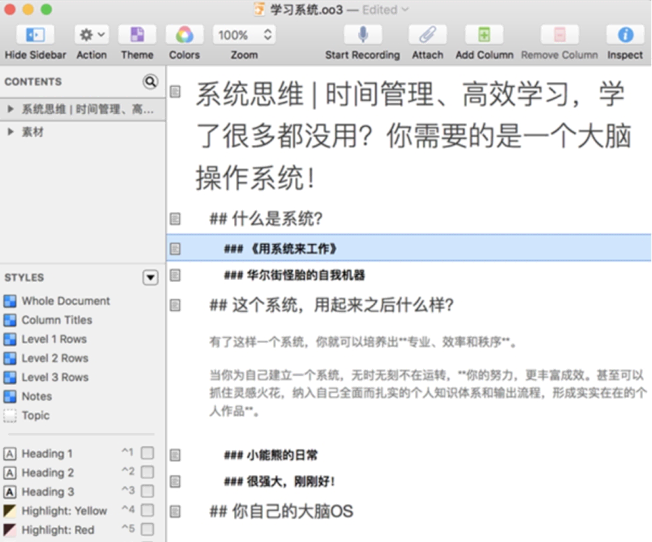 学习系统.oo3 — Edited
100%
Hide Sidebar Action Theme Colors Zoom Start Recording Attach Add Column Remove Column Inspect
CONTENTS
系统思维 | 时间管理、高...
素材
STYLES
Whole Document
Column Titles
Level 1 Rows
Level 2 Rows
Level 3 Rows
Notes
Topic
A Heading 1 ^1
A Heading 2 ^2
A Heading 3 ^3
Highlight: Yellow ^4
Highlight: Red ^5
系统思维 | 时间管理、高效学习，学
了很多都没用？你需要的是一个大脑
操作系统！
## 什么是系统？
### 《用系统来工作》
### 华尔街怪胎的自我机器
## 这个系统，用起来之后什么样？
有了这样一个系统，你就可以培养出**专业、效率和秩序**。
当你为自己建立一个系统，无时无刻不在运转，**你的努力，更丰富成效。甚至可以
抓住灵感火花，纳入自己全面而扎实的个人知识体系和输出流程，形成实实在在的个
人作品**。
### 小能熊的日常
### 很强大，刚刚好！
## 你自己的大脑OS